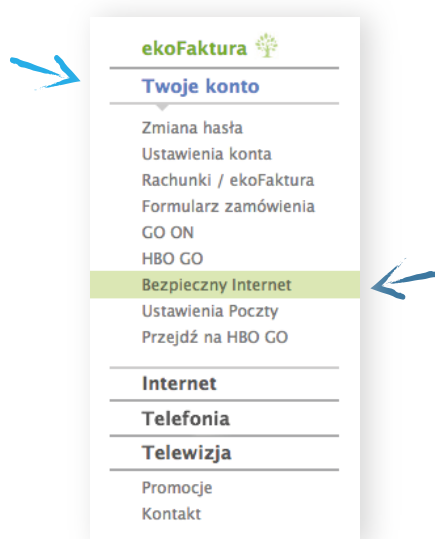 ekoFaktura
Twoje konto
Zmiana hasła
Ustawienia konta
Rachunki / ekoFaktura
Formularz zamówienia
GO ON
HBO GO
Bezpieczny Internet
Ustawienia Poczty
Przejdź na HBO GO
Internet
Telefonia
Telewizja
Promocje
Kontakt